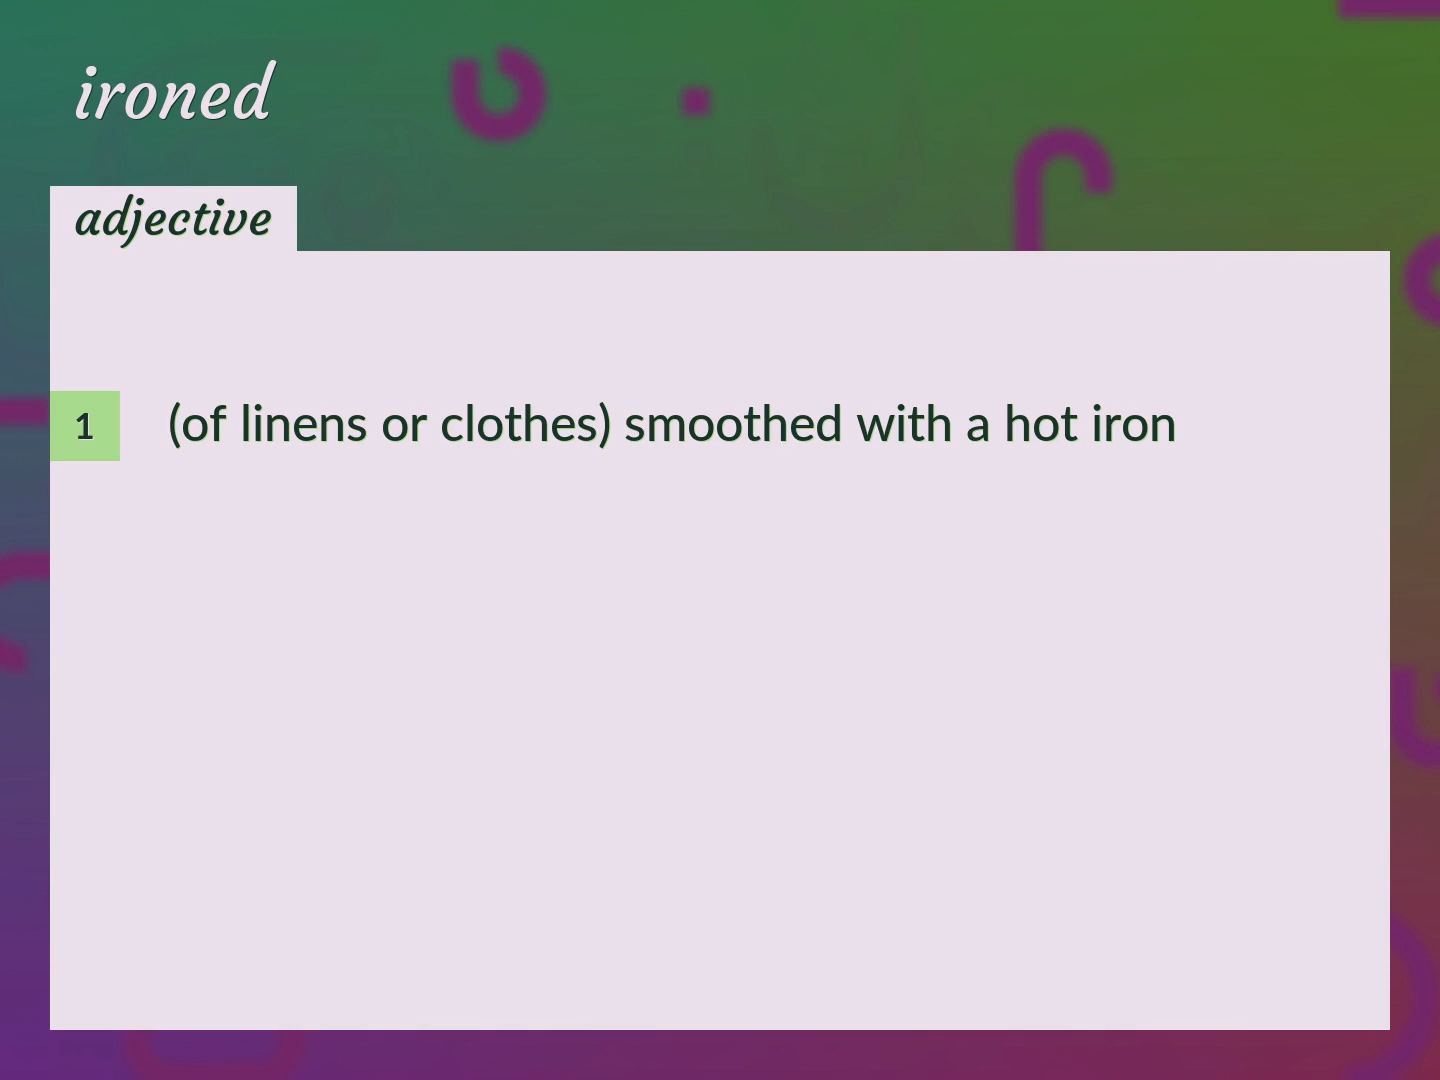 ironed
adjective
1 (of linens or clothes) smoothed with a hot iron